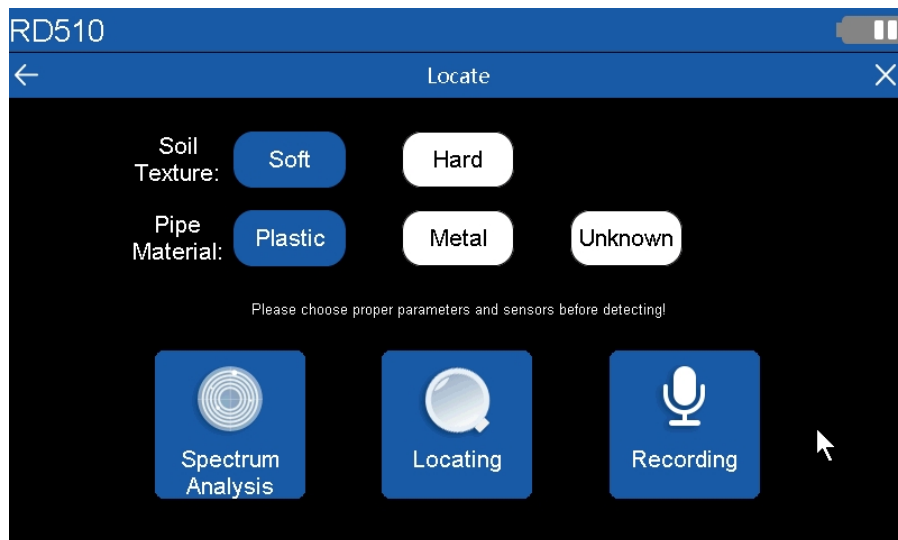 RD510
Locate
Soil
Texture:
Soft
Hard
Pipe
Material:
Plastic
Metal
Unknown
Please choose proper parameters and sensors before detecting!
Spectrum
Analysis
Locating
Recording